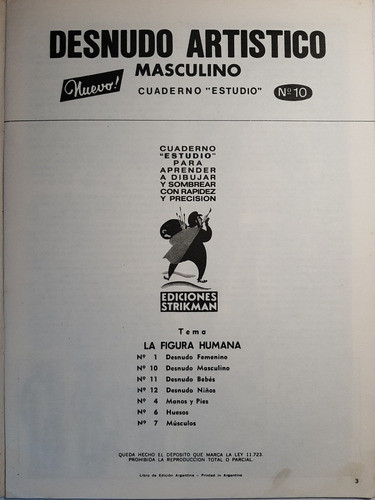 DESNUDO ARTISTICO
MASCULINO
Nuevo!
CUADERNO "ESTUDIO" Nº 10
CUADERNO
"ESTUDIO"
PARA
APRENDER
A DIBUJAR
Y SOMBREAR
CON RAPIDEZ
Y PRECISION
EDICIONES
STRIKMAN
Tema
LA FIGURA HUMANA
Nº 1 Desnudo Femenino
Nº 10 Desnudo Masculino
Nº 11 Desnudo Bebés
Nº 12 Desnudo Niños
Nº 4 Manos y Pies
Nº 6 Huesos
Nº 7 Músculos
QUEDA HECHO EL DEPOSITO QUE MARCA LA LEY 11.723.
PROHIBIDA LA REPRODUCCION TOTAL O PARCIAL.
Libro de Edición Argentina - Printed in Argentine
3